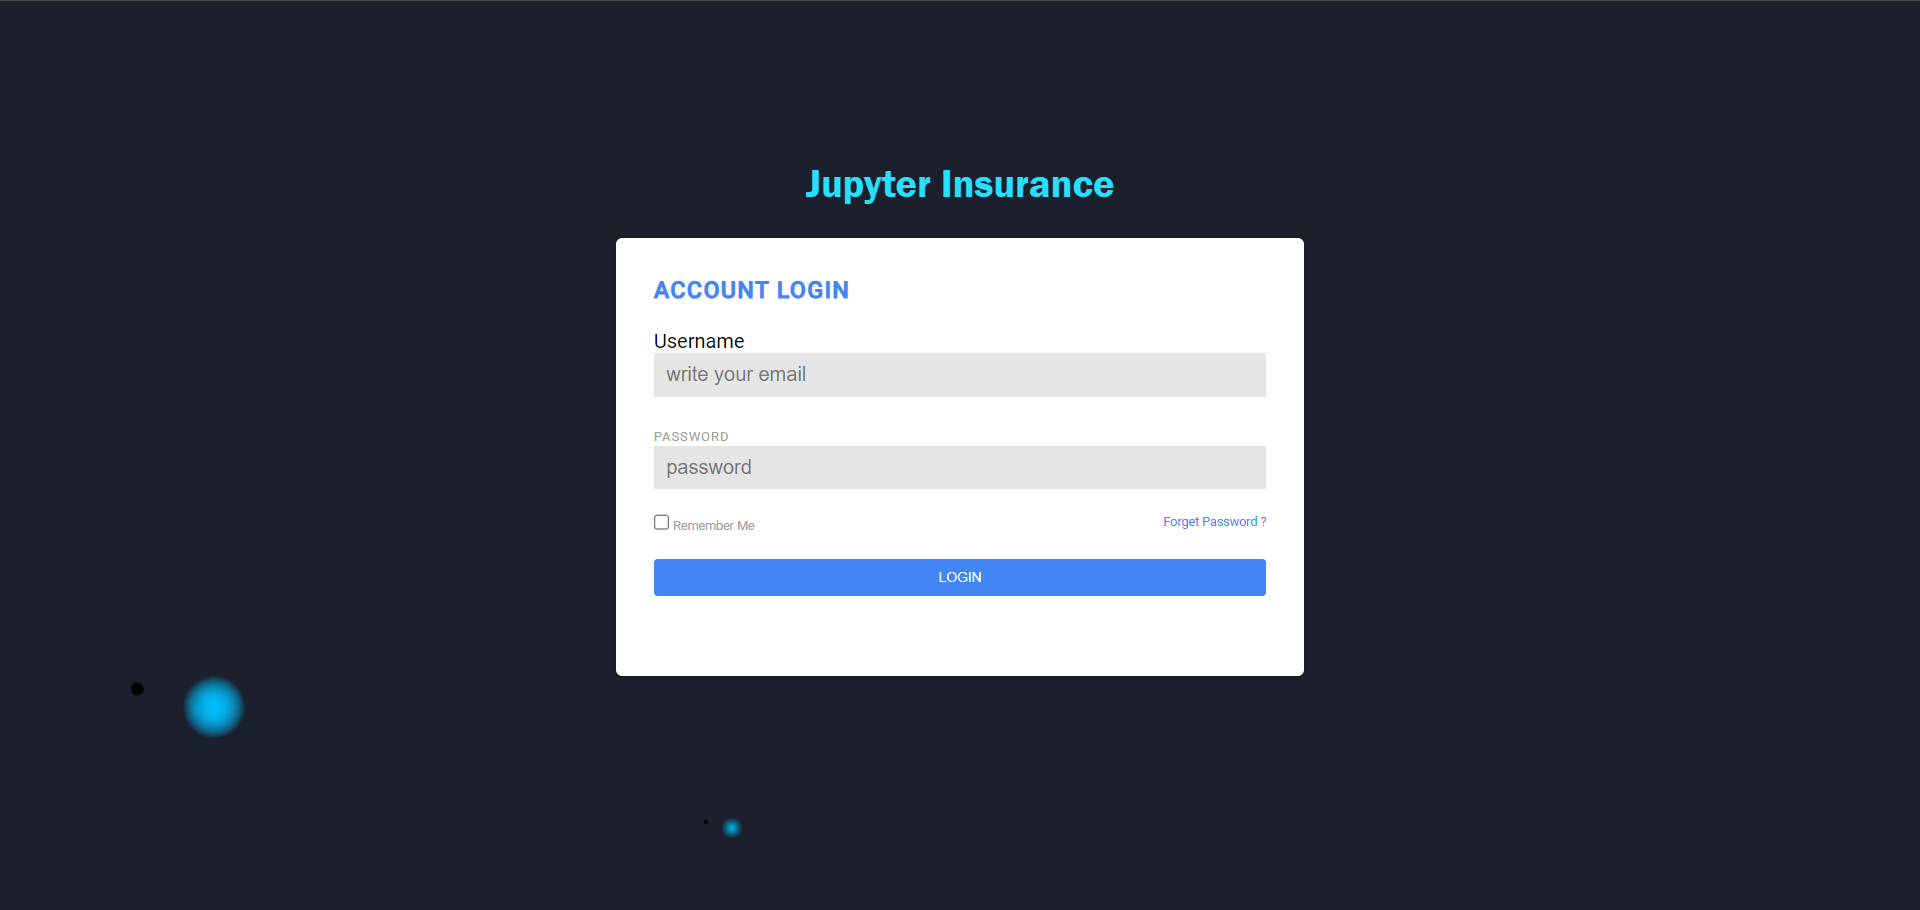 Jupyter Insurance
ACCOUNT LOGIN
Username
write your email
PASSWORD
password
Remember Me
Forget Password ?
LOGIN